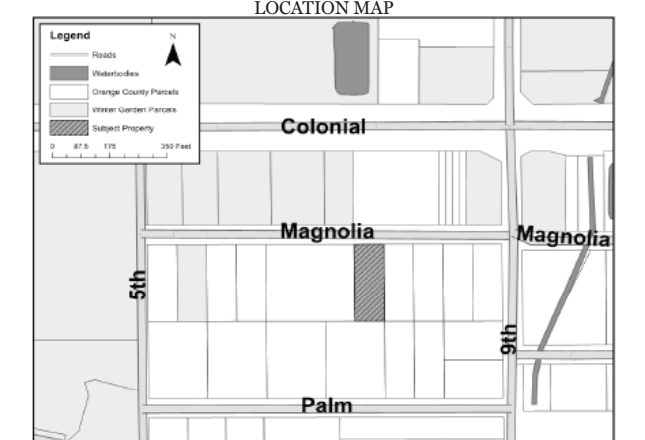 LOCATION MAP
Legend
N
Roads
Waterbodies
Orange County Parcels
Winter Garden Parcels
Subject Property
0 87.5 175 350 Feet
Colonial
Magnolia
Magnolia
5th
9th
Palm